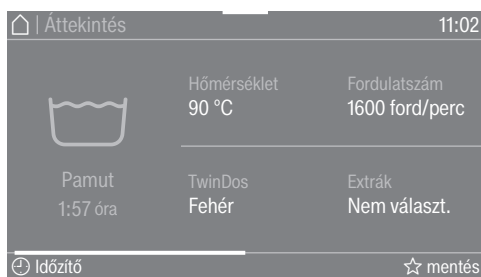 | Áttekintés
11:02
Hőmérséklet
90 °C
Fordulatszám
1600 ford/perc
Pamut
1:57 óra
TwinDos
Fehér
Extrák
Nem választ.
Időzítő
mentés